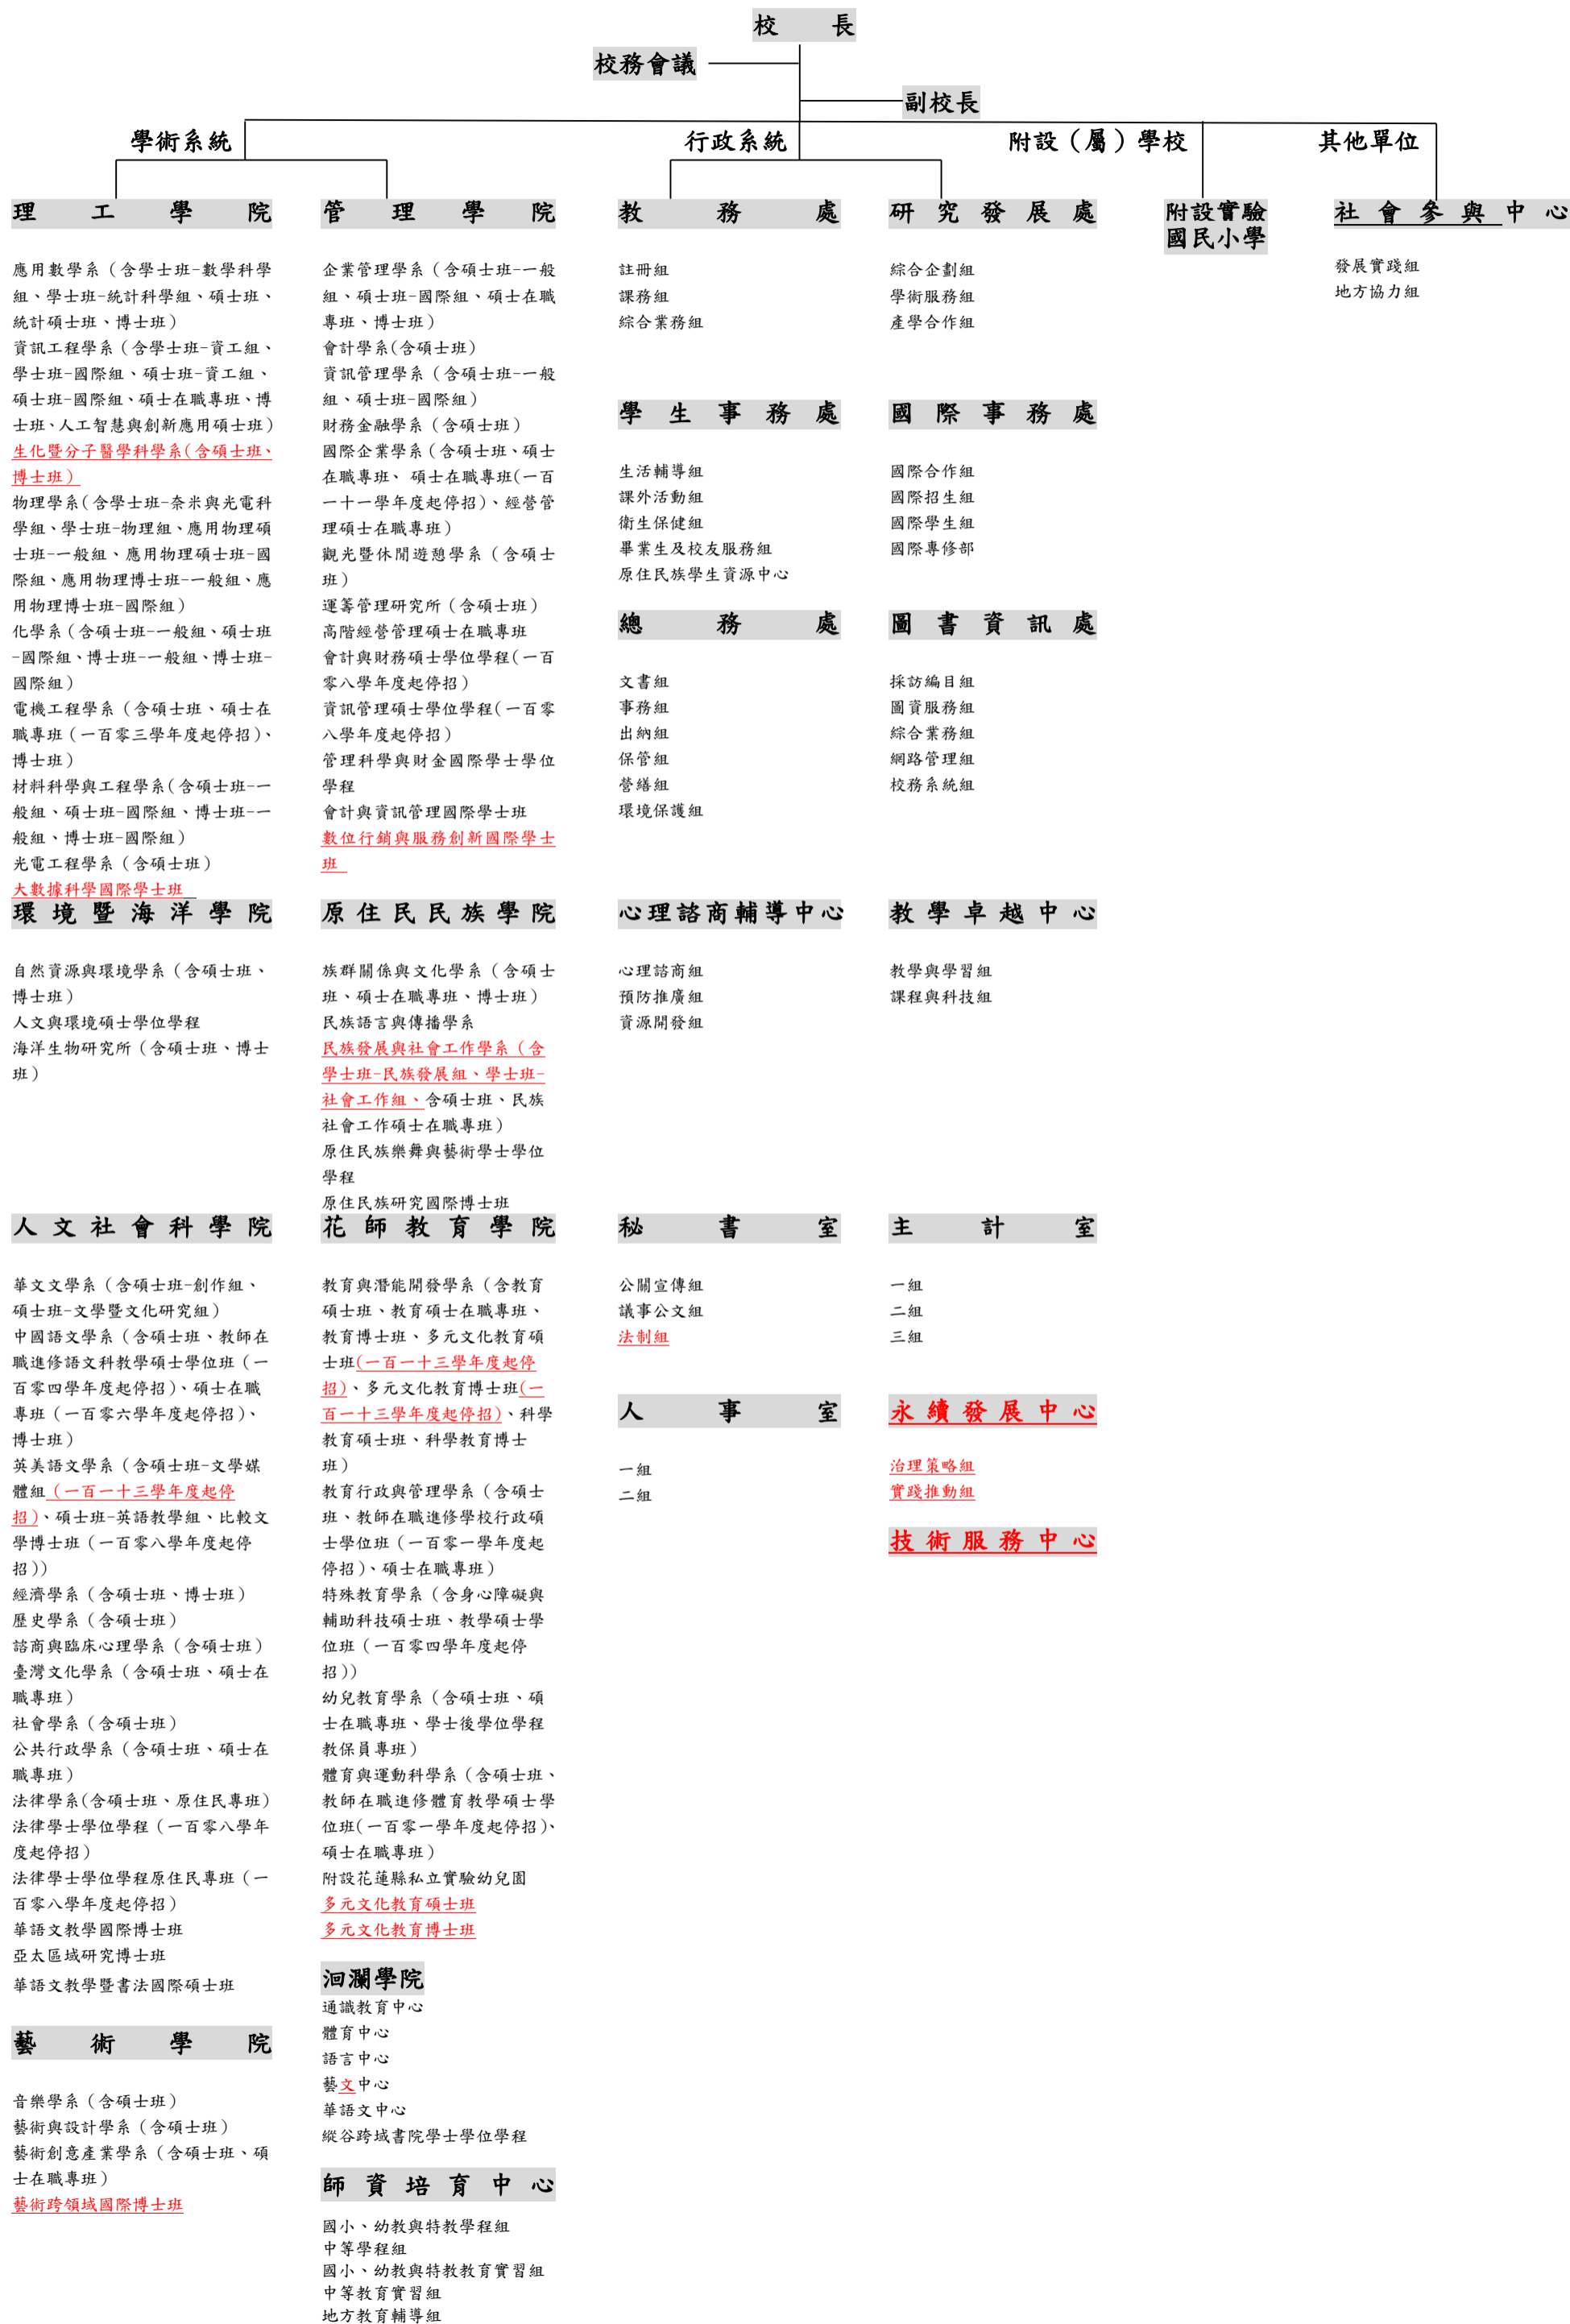 校長
校務會議
副校長
學術系統
行政系統
附設（屬）學校
其他單位
理工學院
應用數學系（含學士班-數學科學
組、學士班-統計科學組、碩士班、
統計碩士班、博士班）
資訊工程學系（含學士班-資工組、
學士班-國際組、碩士班-資工組、
碩士班-國際組、碩士在職專班、博
士班、人工智慧與創新應用碩士班）
生化暨分子醫學科學系(含碩士班、
博士班）
物理學系(含學士班-奈米與光電科
學組、學士班-物理組、應用物理碩
士班-一般組、應用物理碩士班-國
際組、應用物理博士班-一般組、應
用物理博士班-國際組）
化學系（含碩士班-一般組、碩士班
-國際組、博士班-一般組、博士班-
國際組）
電機工程學系（含碩士班、碩士在
職專班（一百零三學年度起停招）、
博士班）
材料科學與工程學系(含碩士班-一
般組、碩士班-國際組、博士班-一
般組、博士班-國際組）
光電工程學系（含碩士班）
大數據科學國際學士班
管理學院
企業管理學系（含碩士班-一般
組、碩士班-國際組、碩士在職
專班、博士班）
會計學系(含碩士班）
資訊管理學系（含碩士班-一般
組、碩士班-國際組）
財務金融學系（含碩士班）
國際企業學系（含碩士班、碩士
在職專班、 碩士在職專班(一百
一十一學年度起停招)、經營管
理碩士在職專班）
觀光暨休閒遊憩學系（含碩士
班）
運籌管理研究所（含碩士班）
高階經營管理碩士在職專班
會計與財務碩士學位學程(一百
零八學年度起停招）
資訊管理碩士學位學程(一百零
八學年度起停招）
管理科學與財金國際學士學位
學程
會計與資訊管理國際學士班
數位行銷與服務創新國際學士
班
教務處
註冊組
課務組
綜合業務組
研究發展處
綜合企劃組
學術服務組
產學合作組
附設實驗
國民小學
社會參與中心
發展實踐組
地方協力組
學生事務處
生活輔導組
課外活動組
衛生保健組
畢業生及校友服務組
原住民族學生資源中心
國際事務處
國際合作組
國際招生組
國際學生組
國際專修部
總務處
文書組
事務組
出納組
保管組
營繕組
環境保護組
圖書資訊處
採訪編目組
圖資服務組
綜合業務組
網路管理組
校務系統組
環境暨海洋學院
自然資源與環境學系（含碩士班、
博士班）
人文與環境碩士學位學程
海洋生物研究所（含碩士班、博士
班）
原住民民族學院
族群關係與文化學系（含碩士
班、碩士在職專班、博士班）
民族語言與傳播學系
民族發展與社會工作學系（含
學士班-民族發展組、學士班-
社會工作組、含碩士班、民族
社會工作碩士在職專班）
原住民族樂舞與藝術學士學位
學程
原住民族研究國際博士班
心理諮商輔導中心
心理諮商組
預防推廣組
資源開發組
教學卓越中心
教學與學習組
課程與科技組
人文社會科學院
華文文學系（含碩士班-創作組、
碩士班-文學暨文化研究組）
中國語文學系（含碩士班、教師在
職進修語文科教學碩士學位班（一
百零四學年度起停招）、碩士在職
專班（一百零六學年度起停招）、
博士班）
英美語文學系（含碩士班-文學媒
體組（一百一十三學年度起停
招）、碩士班-英語教學組、比較文
學博士班（一百零八學年度起停
招））
經濟學系（含碩士班、博士班）
歷史學系（含碩士班）
諮商與臨床心理學系（含碩士班）
臺灣文化學系（含碩士班、碩士在
職專班）
社會學系（含碩士班）
公共行政學系（含碩士班、碩士在
職專班）
法律學系(含碩士班、原住民專班）
法律學士學位學程（一百零八學年
度起停招）
法律學士學位學程原住民專班（一
百零八學年度起停招）
華語文教學國際博士班
亞太區域研究博士班
華語文教學暨書法國際碩士班
花師教育學院
教育與潛能開發學系（含教育
碩士班、教育碩士在職專班、
教育博士班、多元文化教育碩
士班(一百一十三學年度起停
招)、多元文化教育博士班(一
百一十三學年度起停招)、科學
教育碩士班、科學教育博士
班）
教育行政與管理學系（含碩士
班、教師在職進修學校行政碩
士學位班（一百零一學年度起
停招）、碩士在職專班）
特殊教育學系（含身心障礙與
輔助科技碩士班、教學碩士學
位班（一百零四學年度起停
招））
幼兒教育學系（含碩士班、碩
士在職專班、學士後學位學程
教保員專班）
體育與運動科學系（含碩士班、
教師在職進修體育教學碩士學
位班(一百零一學年度起停招)、
碩士在職專班）
附設花蓮縣私立實驗幼兒園
多元文化教育碩士班
多元文化教育博士班
秘書室
公關宣傳組
議事公文組
法制組
主計室
一組
二組
三組
人事室
一組
二組
永續發展中心
治理策略組
實踐推動組
技術服務中心
洄瀾學院
通識教育中心
體育中心
語言中心
藝文中心
華語文中心
縱谷跨域書院學士學位學程
藝術學院
音樂學系（含碩士班）
藝術與設計學系（含碩士班）
藝術創意產業學系（含碩士班、碩
士在職專班）
藝術跨領域國際博士班
師資培育中心
國小、幼教與特教學程組
中等學程組
國小、幼教與特教教育實習組
中等教育實習組
地方教育輔導組